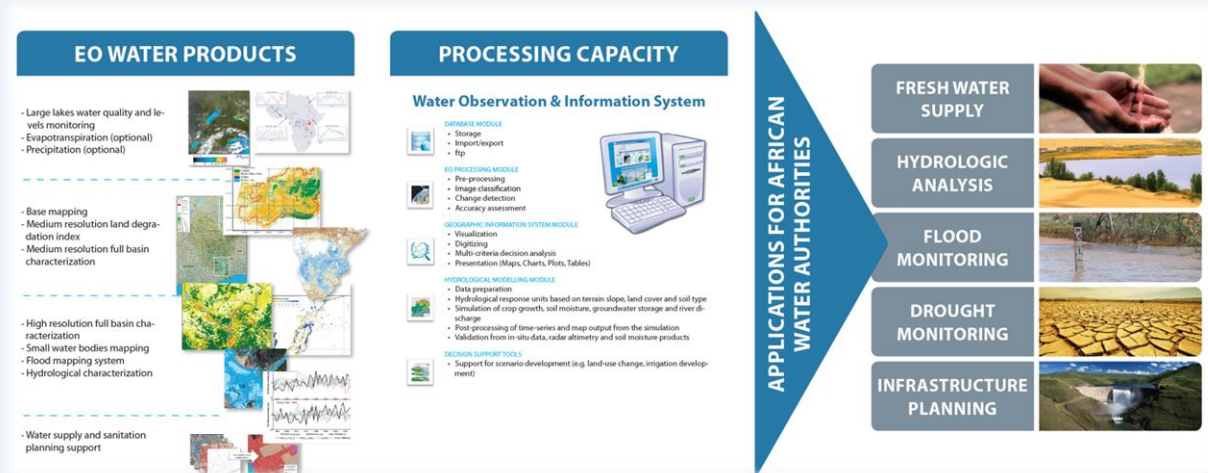 EO WATER PRODUCTS
- Large lakes water quality and le-
vels monitoring
- Evapotranspiration (optional)
- Precipitation (optional)
- Base mapping
- Medium resolution land degra-
dation index
- Medium resolution full basin
characterization
- High resolution full basin cha-
racterization
- Small water bodies mapping
- Flood mapping system
- Hydrological characterization
- Water supply and sanitation
planning support
PROCESSING CAPACITY
Water Observation & Information System
DATABASE MODULE
• Storage
• Import/export
• ftp
EO PROCESSING MODULE
• Pre-processing
• Image classification
• Change detection
• Accuracy assessment
GEOGRAPHIC INFORMATION SYSTEM MODULE
• Visualization
• Digitizing
• Multi-criteria decision analysis
• Presentation (Maps, Charts, Plots, Tables)
HYDROLOGICAL MODELLING MODULE
• Data preparation
• Hydrological response units based on terrain slope, land cover and soil type
• Simulation of crop growth, soil moisture, groundwater storage and river di-
scharge
• Post-processing of time-series and map output from the simulation
• Validation from in-situ data, radar altimetry and soil moisture products
DECISION SUPPORT TOOLS
• Support for scenario development (e.g. land-use change, irrigation develop-
ment)
APPLICATIONS FOR AFRICAN
WATER AUTHORITIES
FRESH WATER
SUPPLY
HYDROLOGIC
ANALYSIS
FLOOD
MONITORING
DROUGHT
MONITORING
INFRASTRUCTURE
PLANNING